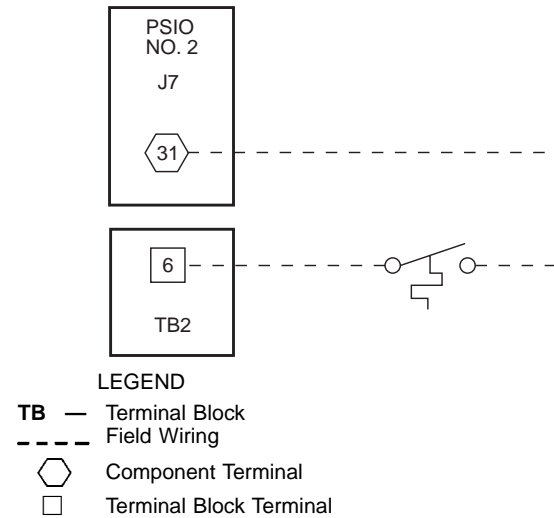 PSIO
NO. 2
J7
31
6
TB2
LEGEND
TB — Terminal Block
Field Wiring
Component Terminal
Terminal Block Terminal